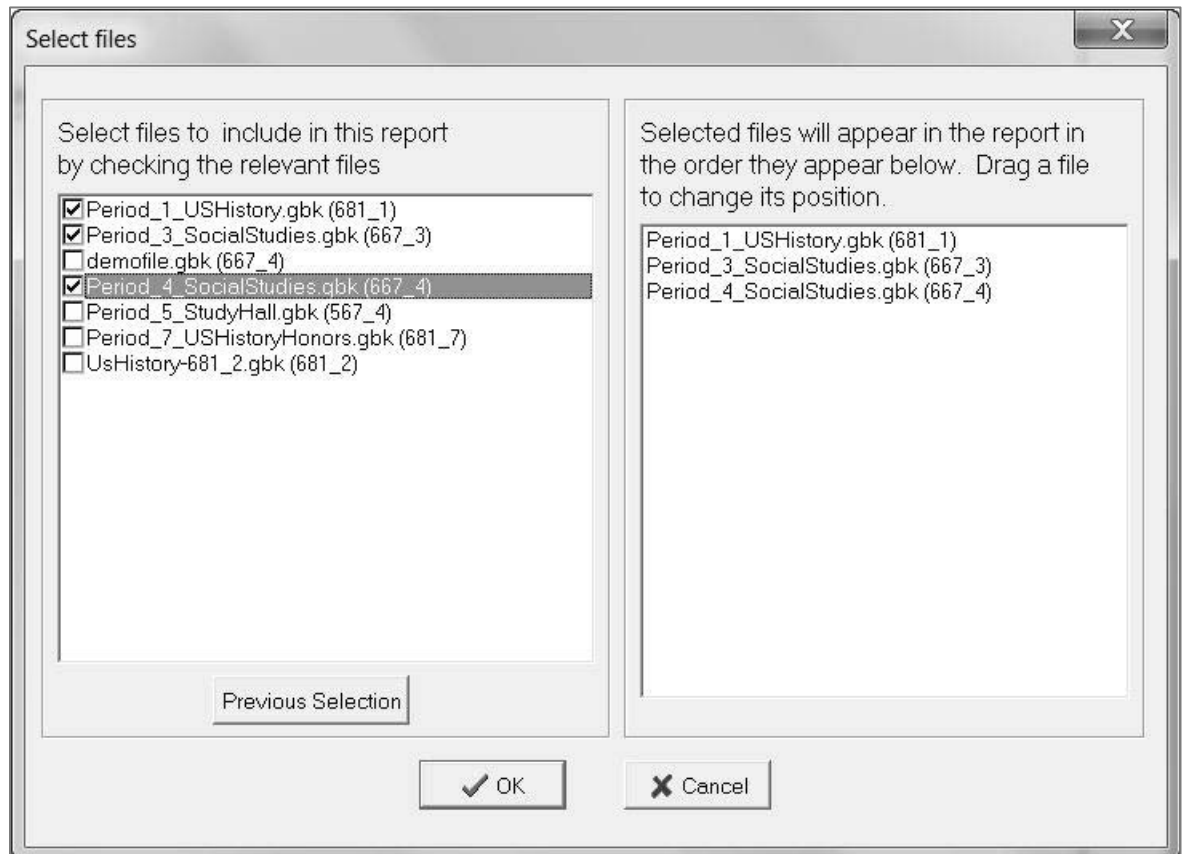 Select files
X
Select files to include in this report
by checking the relevant files
Period_1_USHistory.gbk (681_1)
Period_3_SocialStudies.gbk (667_3)
demofile.gbk (667_4)
Period_4_SocialStudies.gbk (667_4)
Period_5_StudyHall.gbk (567_4)
Period_7_USHistoryHonors.gbk (681_7)
UsHistory-681_2.gbk (681_2)
Previous Selection
Selected files will appear in the report in
the order they appear below. Drag a file
to change its position.
Period_1_USHistory.gbk (681_1)
Period_3_SocialStudies.gbk (667_3)
Period_4_SocialStudies.gbk (667_4)
OK
Cancel